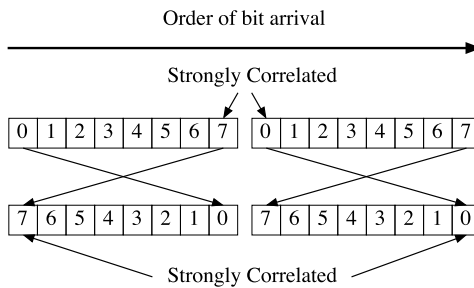 Order of bit arrival
Strongly Correlated
0 1 2 3 4 5 6 7 0 1 2 3 4 5 6 7
7 6 5 4 3 2 1 0 7 6 5 4 3 2 1 0
Strongly Correlated